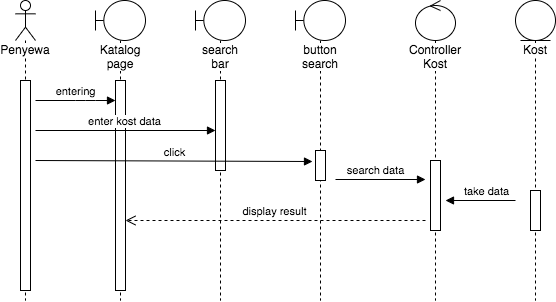 Penyewa
Katalog
page
search
bar
button
search
Controller
Kost
Kost
entering
enter kost data
click
search data
take data
display result